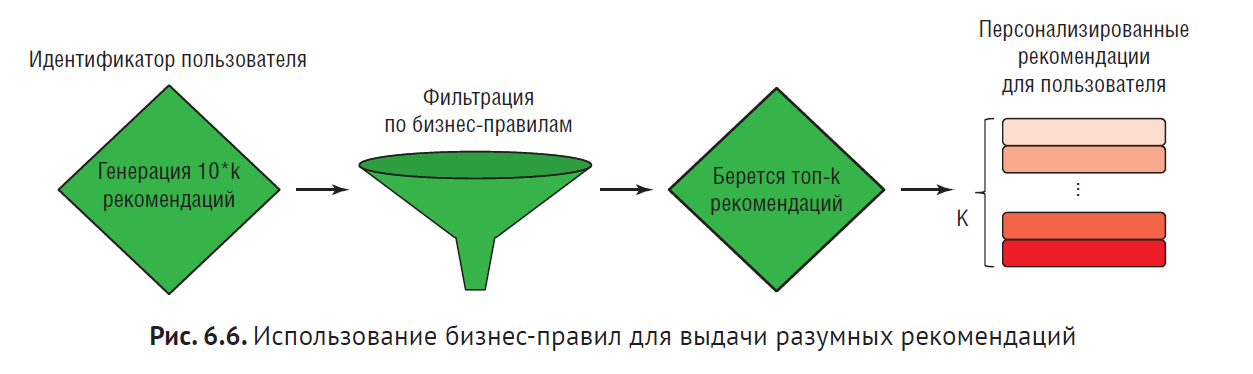 Идентификатор пользователя
Генерация 10*k
рекомендаций
Фильтрация
по бизнес-правилам
Берется топ-k
рекомендаций
Персонализированные
рекомендации
для пользователя
K
⋮
Рис. 6.6. Использование бизнес-правил для выдачи разумных рекомендаций